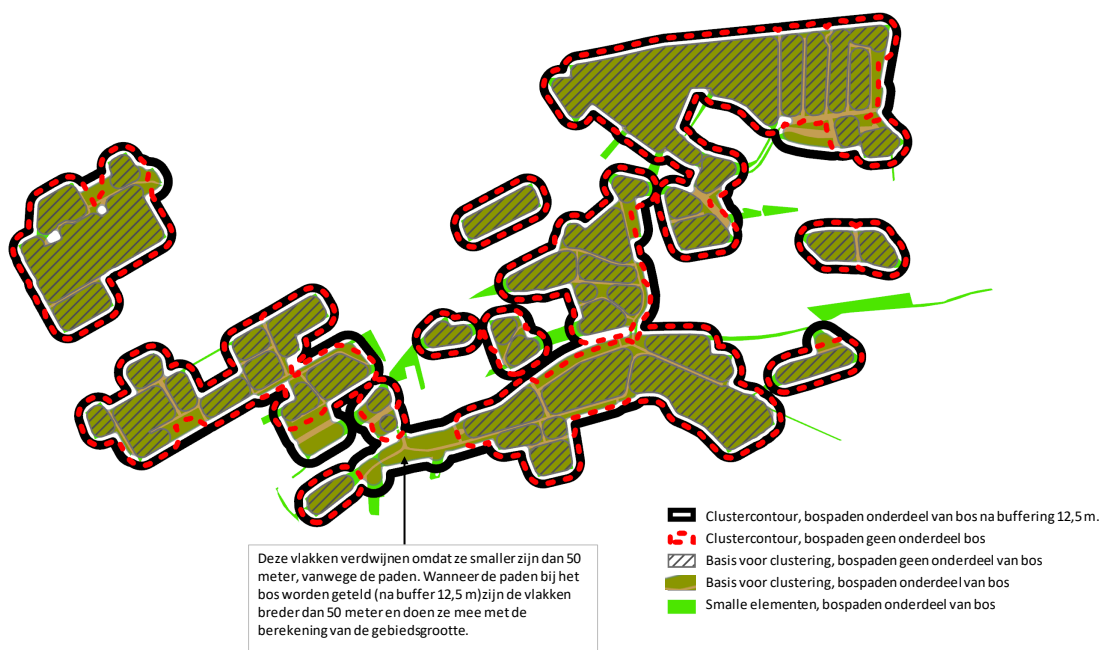 Clustercontour, bospaden onderdeel van bos na buffering 12,5 m.
Clustercontour, bospaden geen onderdeel bos
Basis voor clustering, bospaden geen onderdeel van bos
Basis voor clustering, bospaden onderdeel van bos
Smalle elementen, bospaden onderdeel van bos
Deze vlakken verdwijnen omdat ze smaller zijn dan 50
meter, vanwege de paden. Wanneer de paden bij het
bos worden geteld (na buffer 12,5 m)zijn de vlakken
breder dan 50 meter en doen ze mee met de
berekening van de gebiedsgrootte.